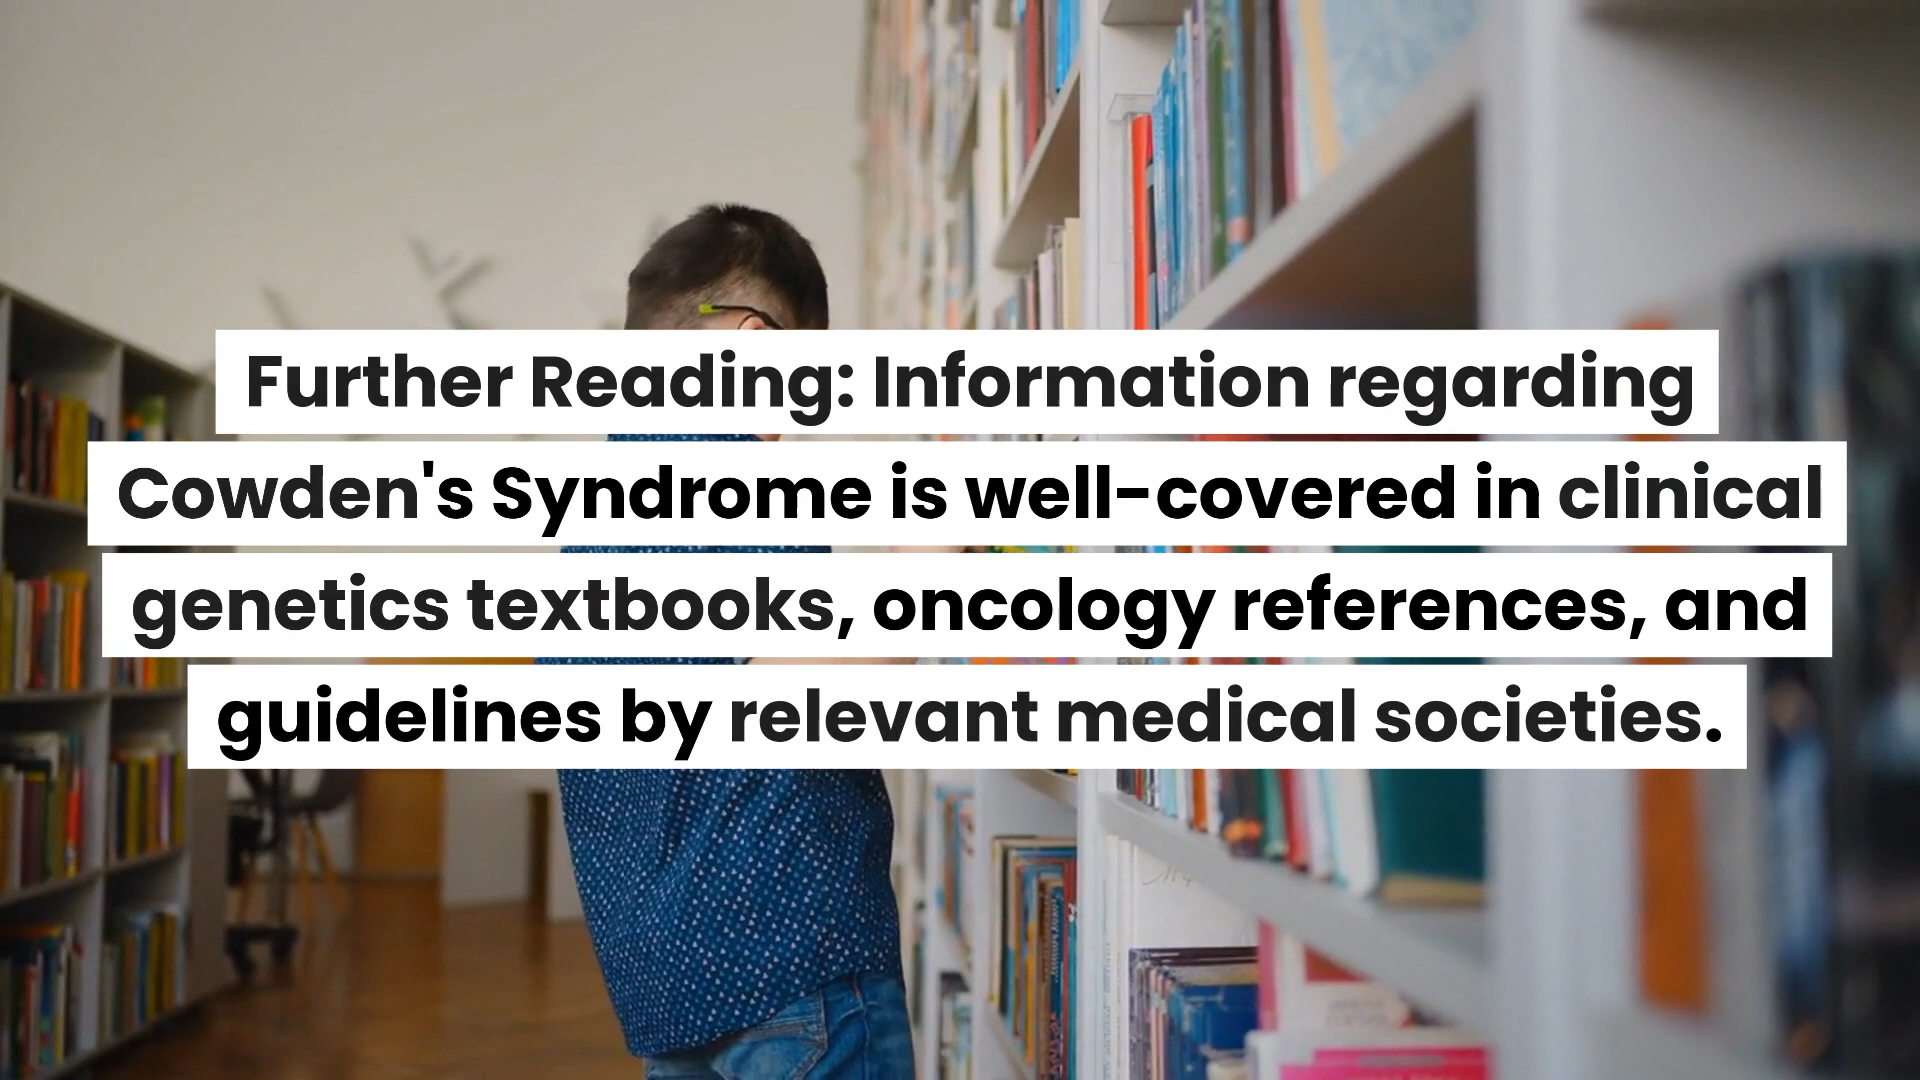 Further Reading: Information regarding
Cowden's Syndrome is well-covered in clinical
genetics textbooks, oncology references, and
guidelines by relevant medical societies.